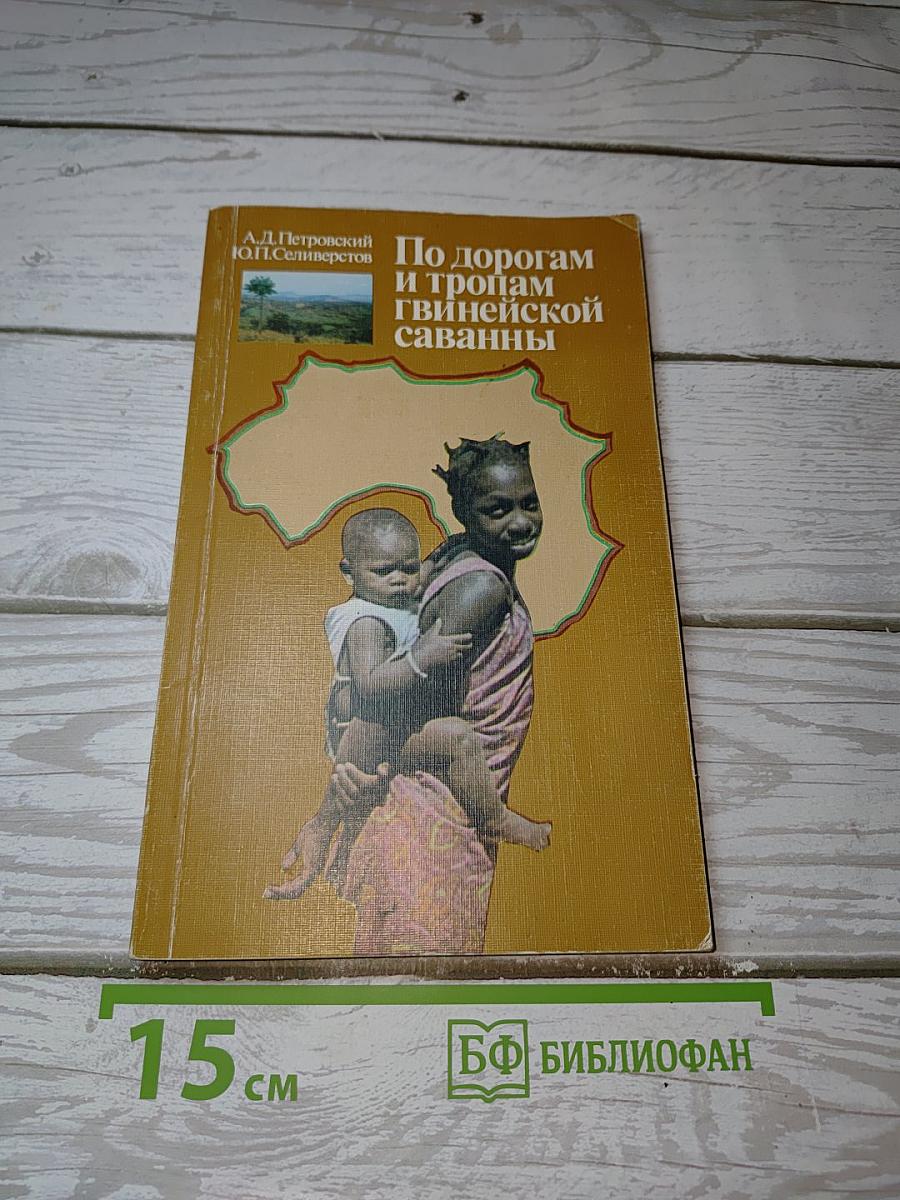 А.Д.Петровский
Ю.П.Селиверстов
По дорогам
и тропам
гвинейской
саванны
15 см
БФ БИБЛИОФАН